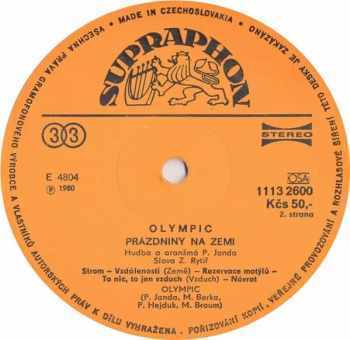 VŠECHNA PRÁVA GRAMOFONOVÉHO VÝROBCE A VLASTNÍKŮ AUTORSKÝCH PRÁV K DÍLU VYHRAŽENA. POŘIZOVÁNÍ KOPIÍ, VEŘEJNÉ PROVOZOVÁNÍ A ROZHLASOVÉ ŠÍŘENÍ TÉTO DESKY JE ZAKÁZÁNO
• MADE IN CZECHOSLOVAKIA •
SUPRAPHON
33
STEREO
E 4804
Ⓟ 1980
OSA
1113 2600
Kčs 50,-
2. strana
OLYMPIC
PRÁZDNINY NA ZEMI
Hudba a aranžmá P. Janda
Slova Z. Rytíř
Strom – Vzdálenosti (Země) – Rezervace motýlů –
To nic, to jen vzduch (Vzduch) – Návrat
OLYMPIC
(P. Janda, M. Berka,
P. Hejduk, M. Braum)